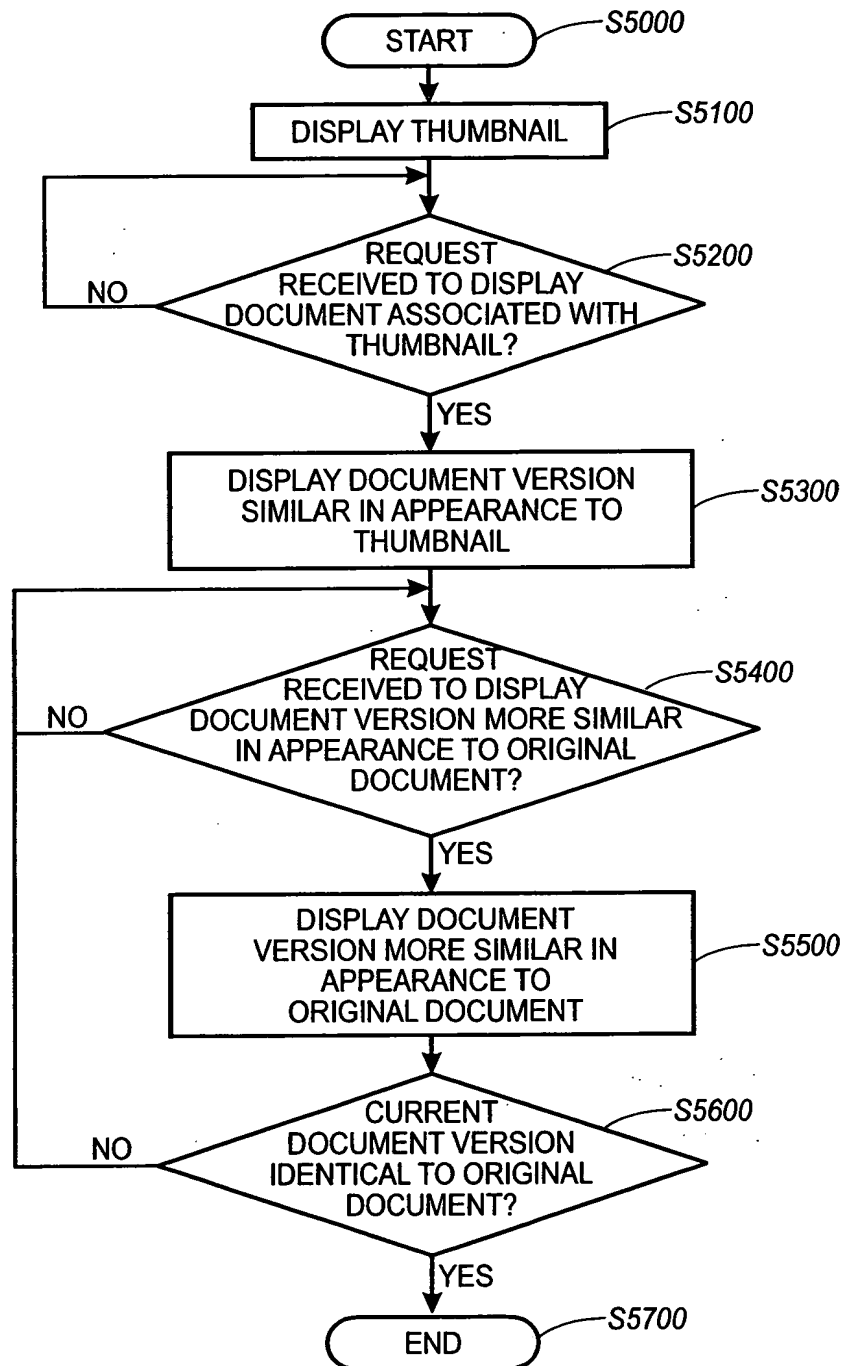 START
S5000
DISPLAY THUMBNAIL
S5100
REQUEST
RECEIVED TO DISPLAY
DOCUMENT ASSOCIATED WITH
THUMBNAIL?
S5200
NO
YES
DISPLAY DOCUMENT VERSION
SIMILAR IN APPEARANCE TO
THUMBNAIL
S5300
REQUEST
RECEIVED TO DISPLAY
DOCUMENT VERSION MORE SIMILAR
IN APPEARANCE TO ORIGINAL
DOCUMENT?
S5400
NO
YES
DISPLAY DOCUMENT
VERSION MORE SIMILAR IN
APPEARANCE TO
ORIGINAL DOCUMENT
S5500
CURRENT
DOCUMENT VERSION
IDENTICAL TO ORIGINAL
DOCUMENT?
S5600
NO
YES
END
S5700